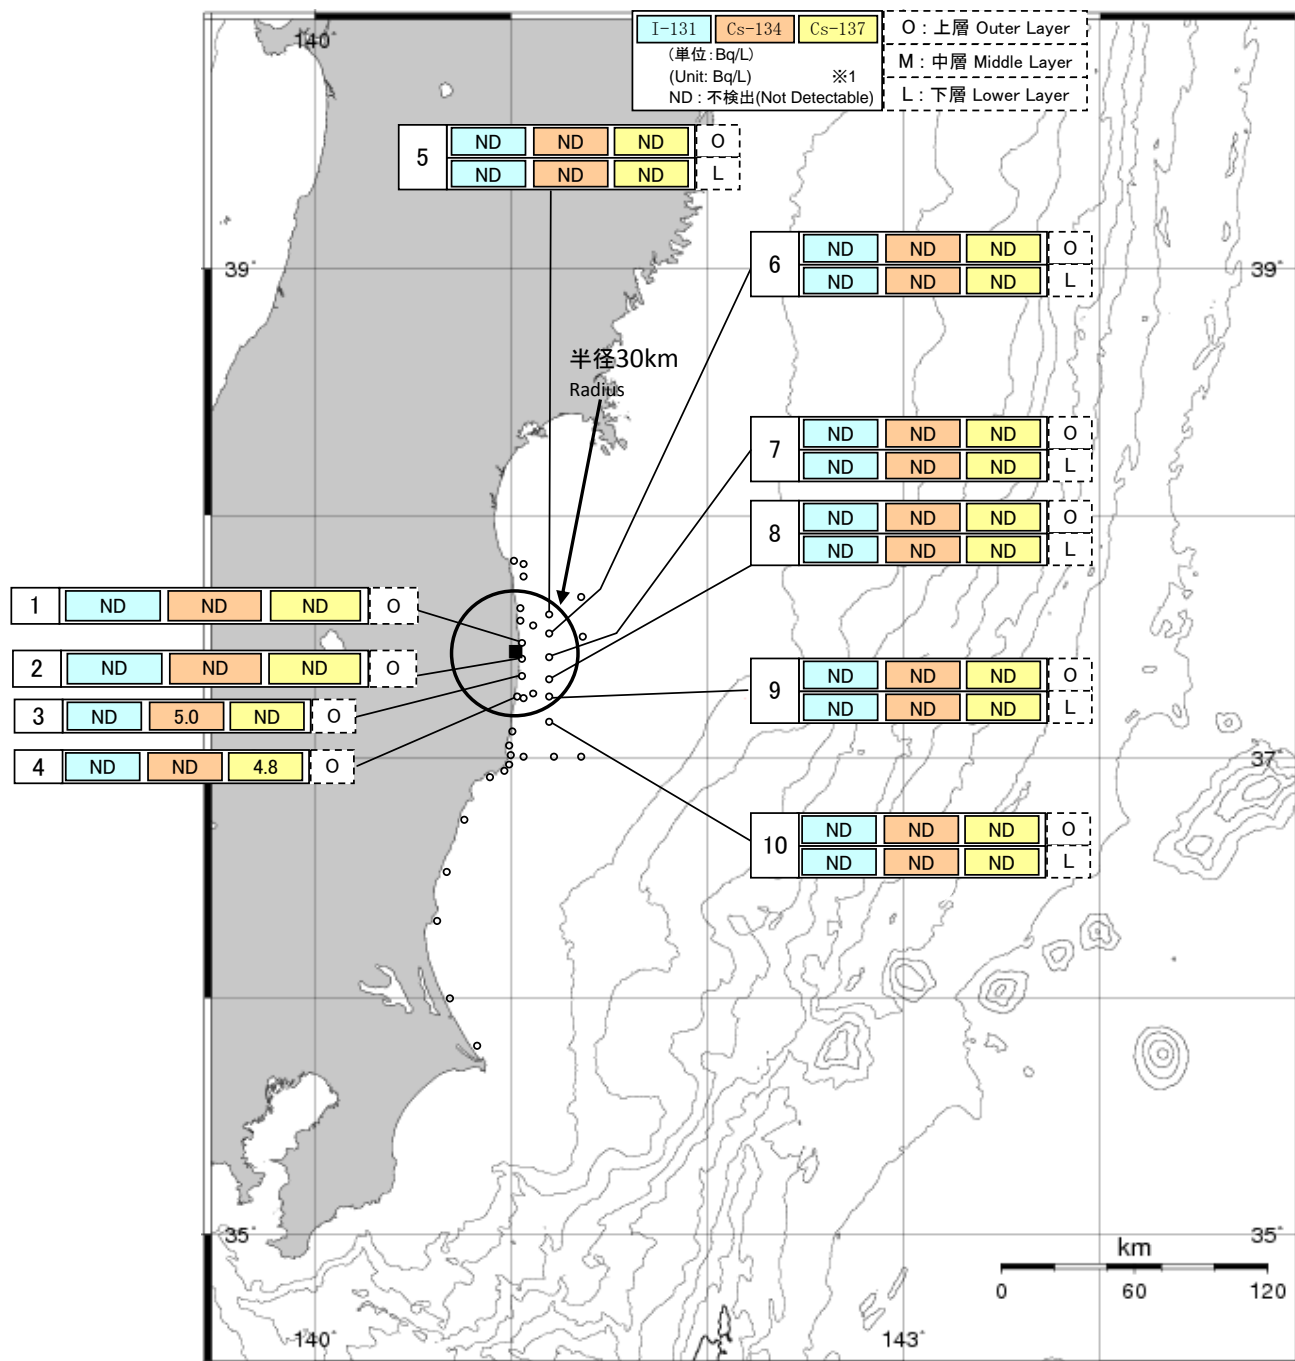 140°
I-131 Cs-134 Cs-137
(単位:Bq/L)
(Unit: Bq/L) ※1
ND : 不検出(Not Detectable)
O : 上層 Outer Layer
M : 中層 Middle Layer
L : 下層 Lower Layer
5 ND ND ND O
ND ND ND L
6 ND ND ND O
ND ND ND L
39° 39°
半径30km
Radius
7 ND ND ND O
ND ND ND L
8 ND ND ND O
ND ND ND L
1 ND ND ND O
2 ND ND ND O
3 ND 5.0 ND O
4 ND ND 4.8 O
9 ND ND ND O
ND ND ND L
37°
10 ND ND ND O
ND ND ND L
35° 35°
km
0 60 120
140° 143°